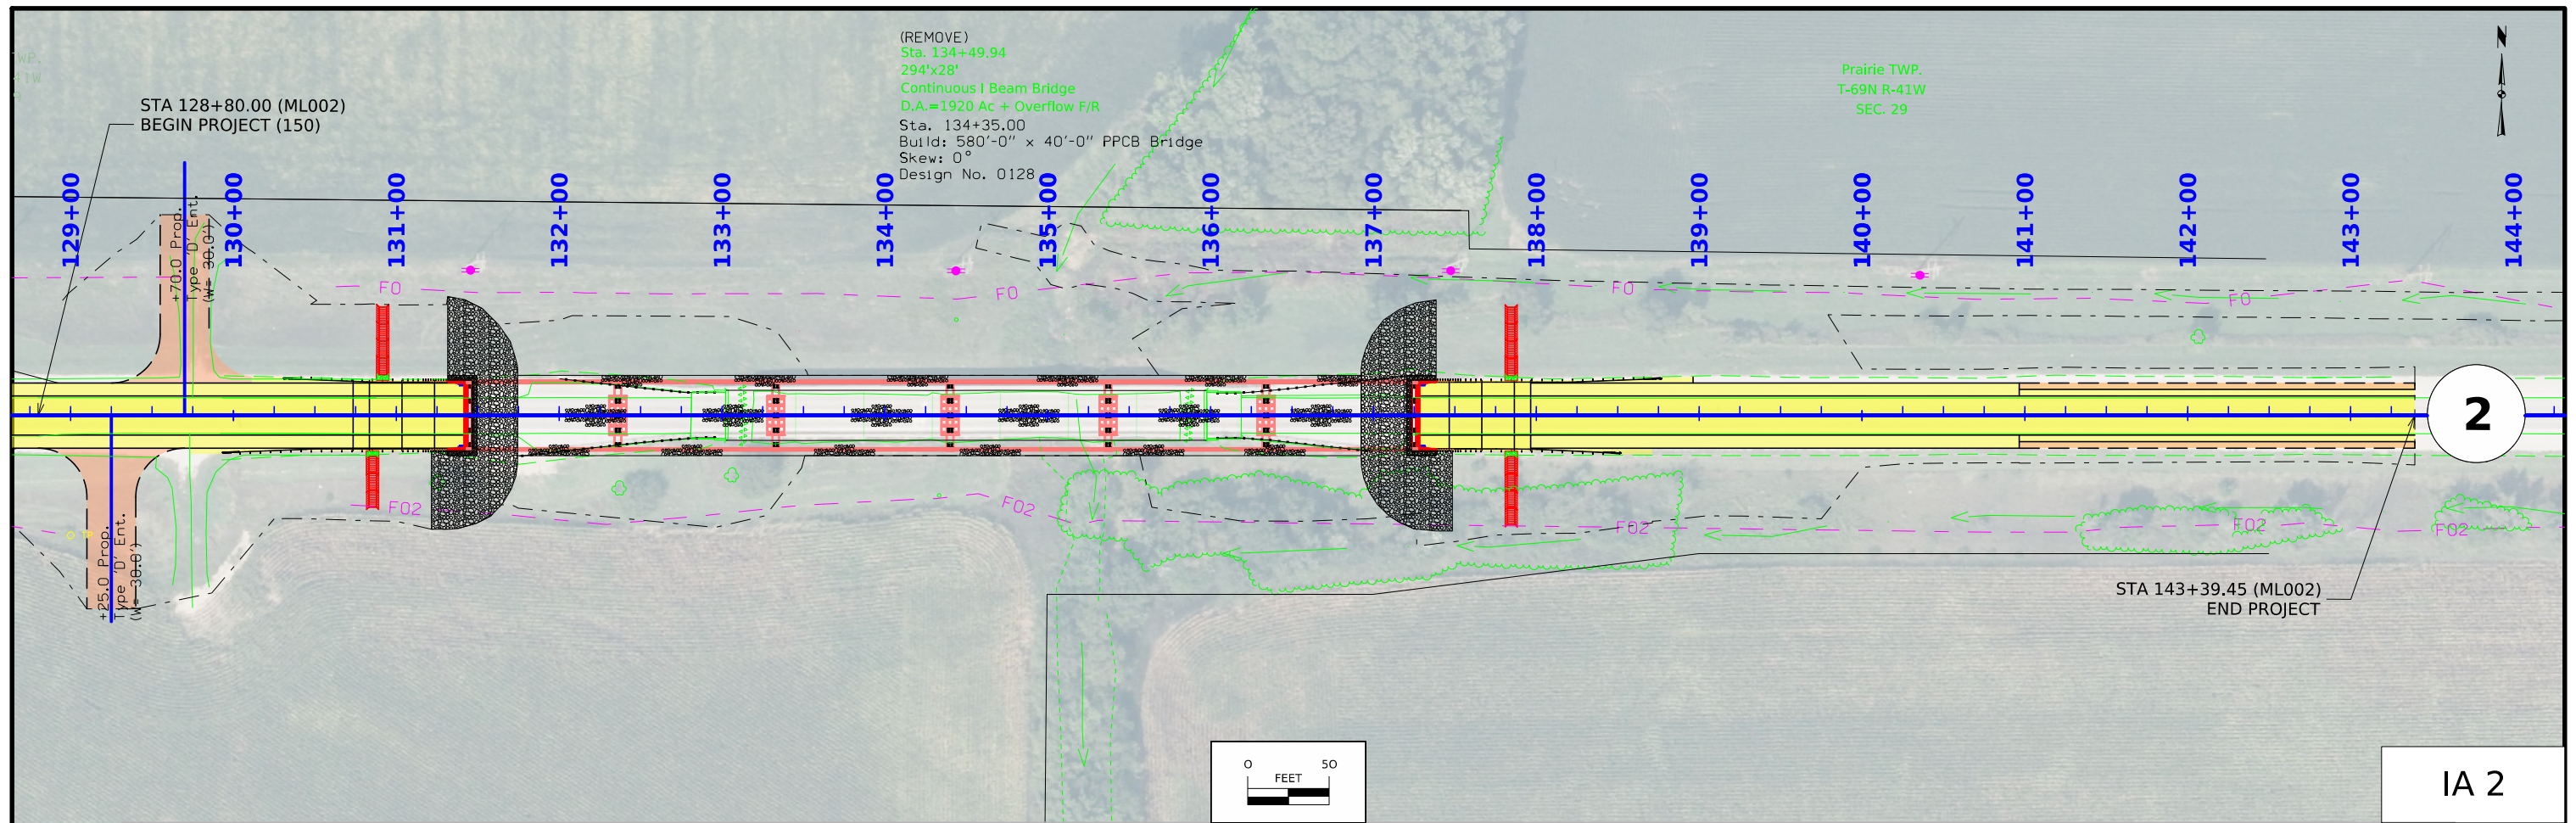 (REMOVE)
Sta. 134+49.94
294'x28'
Continuous I Beam Bridge
D.A.=1920 Ac + Overflow F/R
Sta. 134+35.00
Build: 580'-0" x 40'-0" PPCB Bridge
Skew: 0°
Design No. 0128
N
TWP.
41W
Prairie TWP.
T-69N R-41W
SEC. 29
STA 128+80.00 (ML002)
BEGIN PROJECT (150)
129+00
130+00
131+00
132+00
133+00
134+00
135+00
136+00
137+00
138+00
139+00
140+00
141+00
142+00
143+00
144+00
+70.0 Prop.
Type 'D' Ent.
(W= 30.0')
FO
FO
FO
FO
2
FO2
FO2
FO2
FO2
FO2
+25.0 Prop.
Type 'D' Ent.
(W= 30.0')
STA 143+39.45 (ML002)
END PROJECT
0 50
FEET
IA 2